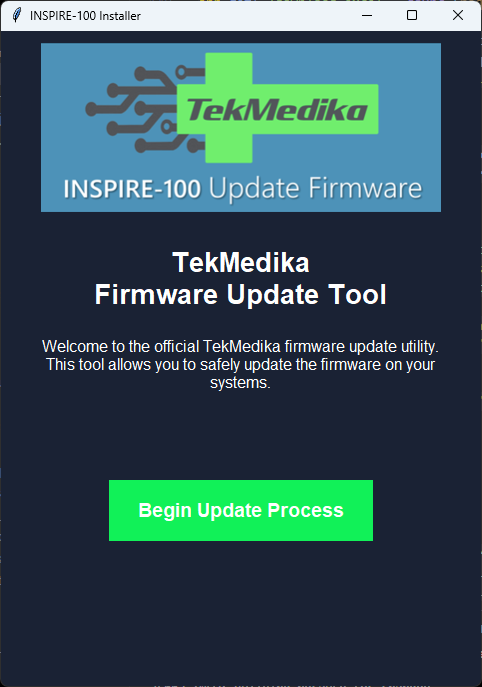 INSPIRE-100 Installer
TekMedika
INSPIRE-100 Update Firmware
TekMedika
Firmware Update Tool
Welcome to the official TekMedika firmware update utility.
This tool allows you to safely update the firmware on your
systems.
Begin Update Process